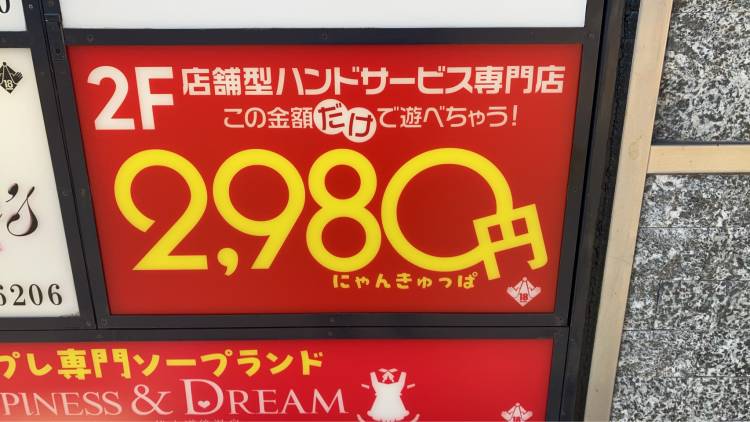 2F 店舗型ハンドサービス専門店
この金額だけで遊べちゃう!
2,980円
にゃんきゅっぱ
18
's
6206
プレ専門ソープランド
PINESS & DREAM